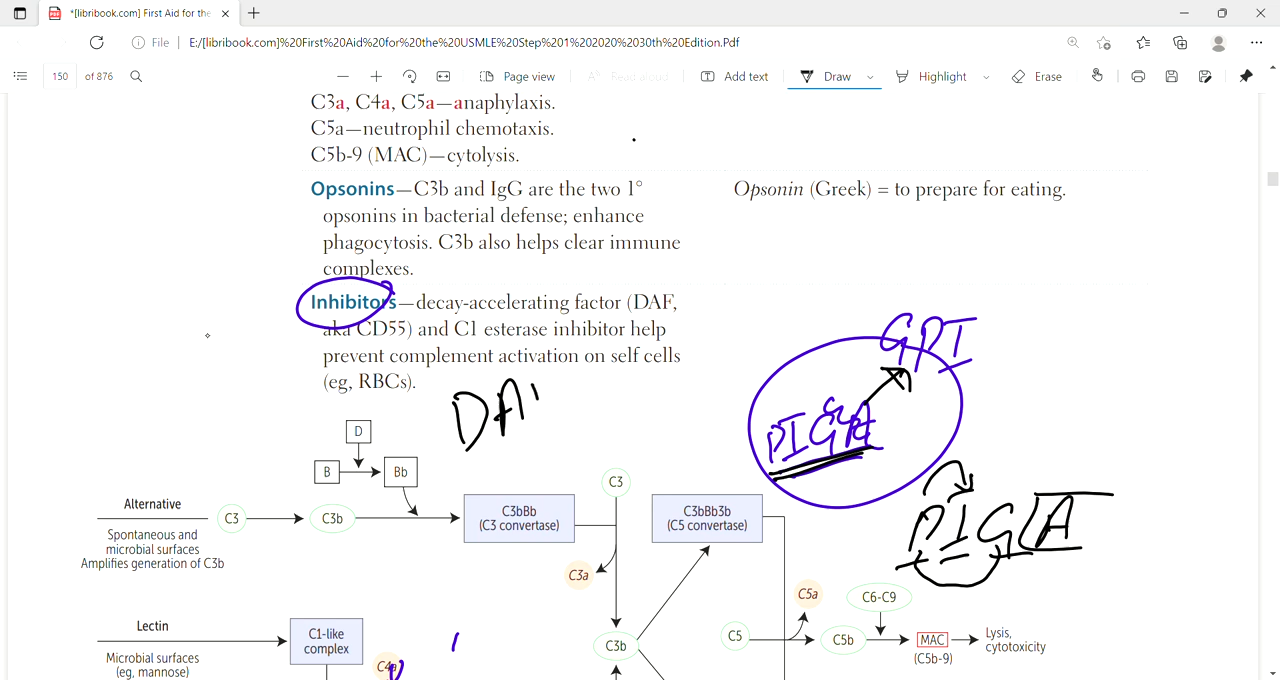 *[libribook.com] First Aid for the
File
E:/[libribook.com]%20First%20Aid%20for%20the%20USMLE%20Step%201%202020%2030th%20Edition.Pdf
150 of 876
Page view
Read aloud
Add text
Draw
Highlight
Erase
C3a, C4a, C5a—anaphylaxis.
C5a—neutrophil chemotaxis.
C5b-9 (MAC)—cytolysis.
Opsonins—C3b and IgG are the two 1°
opsonins in bacterial defense; enhance
phagocytosis. C3b also helps clear immune
complexes.
Opsonin (Greek) = to prepare for eating.
Inhibitors—decay-accelerating factor (DAF,
aka CD55) and C1 esterase inhibitor help
prevent complement activation on self cells
(eg, RBCs).
GPI
DA
PIGA
D
B
Bb
Alternative
Spontaneous and
microbial surfaces
Amplifies generation of C3b
C3
C3b
C3bBb
(C3 convertase)
C3
C3a
C3bBb3b
(C5 convertase)
C5a
C6-C9
C5
C5b
MAC
(C5b-9)
Lysis,
cytotoxicity
C3b
Lectin
Microbial surfaces
(eg, mannose)
C1-like
complex
C4a